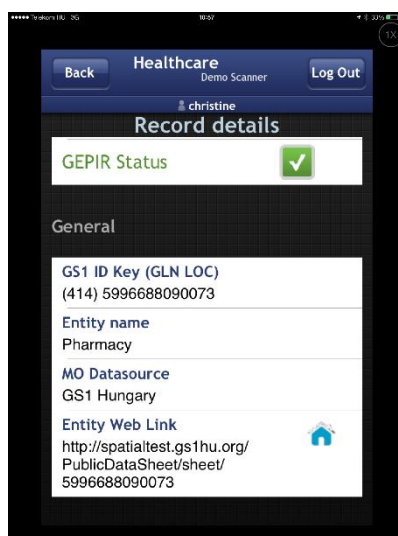 Telekom HU 3G 10:57 33%
1X
Back Healthcare Log Out
Demo Scanner
christine
Record details
GEPIR Status
General
GS1 ID Key (GLN LOC)
(414) 5996688090073
Entity name
Pharmacy
MO Datasource
GS1 Hungary
Entity Web Link
http://spatialtest.gs1hu.org/
PublicDataSheet/sheet/
5996688090073